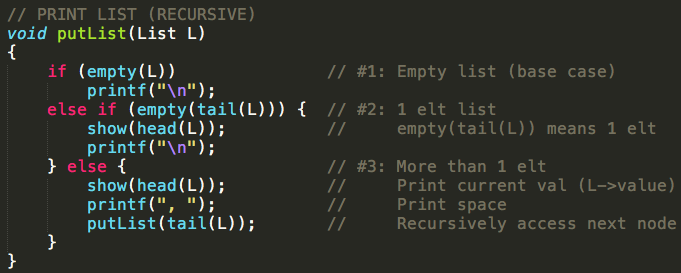 // PRINT LIST (RECURSIVE)
void putList(List L)
{
    if (empty(L))               // #1: Empty list (base case)
        printf("\n");
    else if (empty(tail(L))) {  // #2: 1 elt list
        show(head(L));          //     empty(tail(L)) means 1 elt
        printf("\n");
    } else {                    // #3: More than 1 elt
        show(head(L));          //     Print current val (L->value)
        printf(", ");           //     Print space
        putList(tail(L));       //     Recursively access next node
    }
}